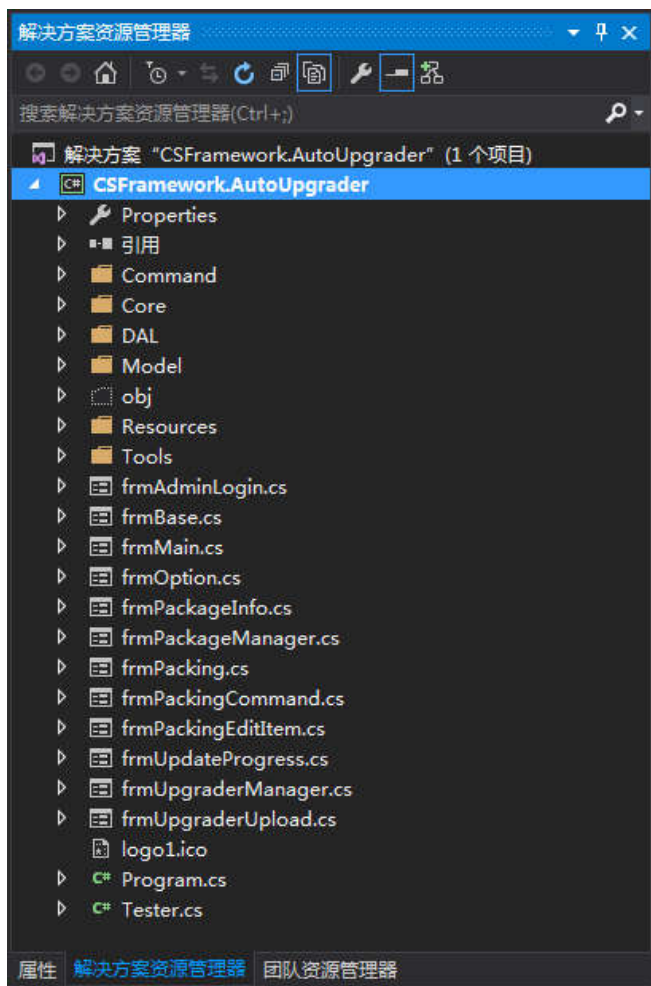 解决方案资源管理器
搜索解决方案资源管理器(Ctrl+;)
解决方案 "CSFramework.AutoUpgrader" (1 个项目)
C# CSFramework.AutoUpgrader
Properties
引用
Command
Core
DAL
Model
obj
Resources
Tools
frmAdminLogin.cs
frmBase.cs
frmMain.cs
frmOption.cs
frmPackageInfo.cs
frmPackageManager.cs
frmPacking.cs
frmPackingCommand.cs
frmPackingEditItem.cs
frmUpdateProgress.cs
frmUpgraderManager.cs
frmUpgraderUpload.cs
logo1.ico
C# Program.cs
C# Tester.cs
属性 解决方案资源管理器 团队资源管理器